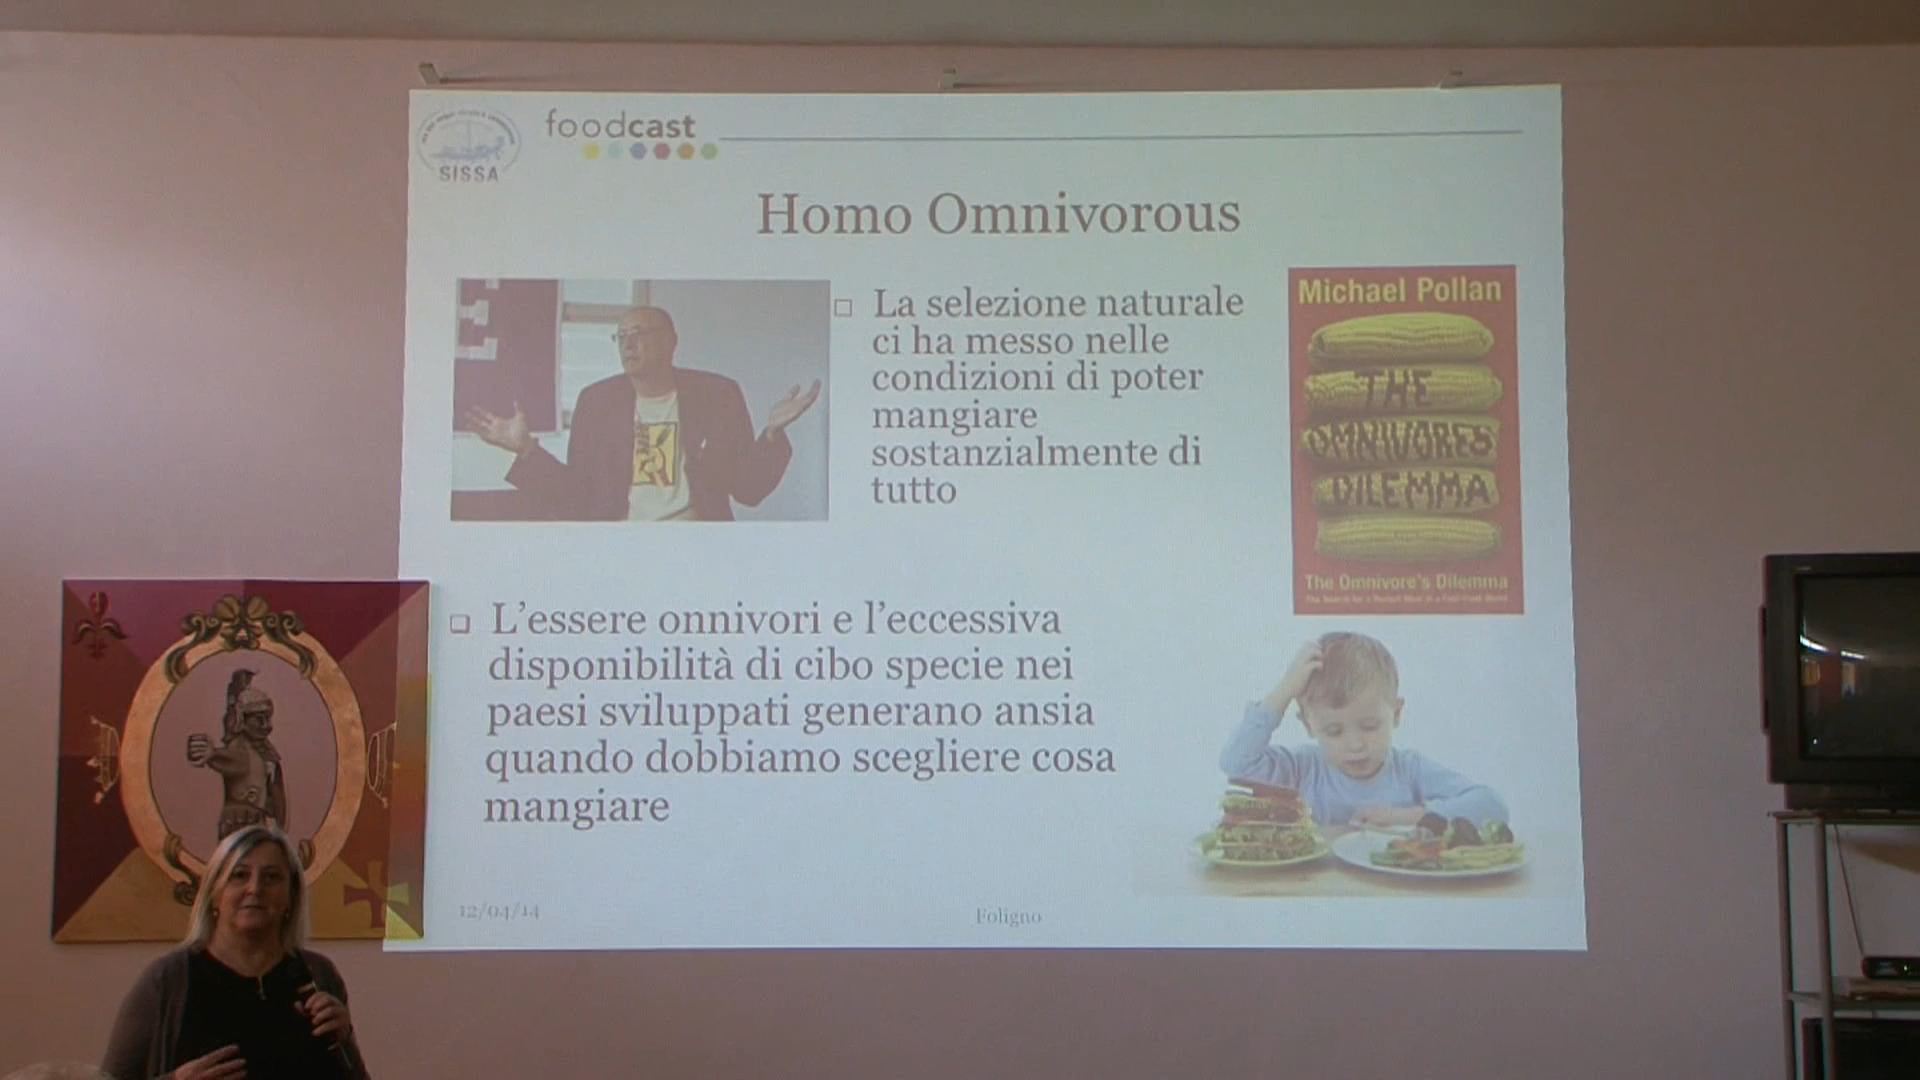 foodcast
SISSA
Homo Omnivorous
La selezione naturale
ci ha messo nelle
condizioni di poter
mangiare
sostanzialmente di
tutto
Michael Pollan
THE
OMNIVORES
DILEMMA
The Omnivore's Dilemma
L'essere onnivori e l'eccessiva
disponibilità di cibo specie nei
paesi sviluppati generano ansia
quando dobbiamo scegliere cosa
mangiare
12/04/14
Foligno